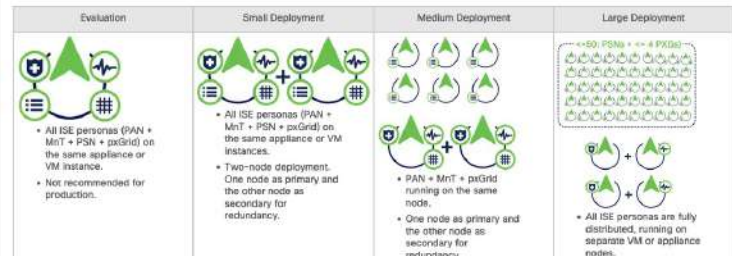 Evaluation
Small Deployment
Medium Deployment
Large Deployment
• All ISE personas (PAN +
MnT + PSN + pxGrid) on
the same appliance or
VM instance.
• Not recommended for
production.
• All ISE personas (PAN +
MnT + PSN + pxGrid) on
the same appliance or VM
instances.
• Two-node deployment.
One node as primary and
the other node as
secondary for
redundancy.
• PAN + MnT + pxGrid
running on the same
node.
• One node as primary and
the other node as
secondary for
redundancy
<=50: PSNs + <= 4 PXGs)
• All ISE personas are fully
distributed, running on
separate VM or appliance
nodes.